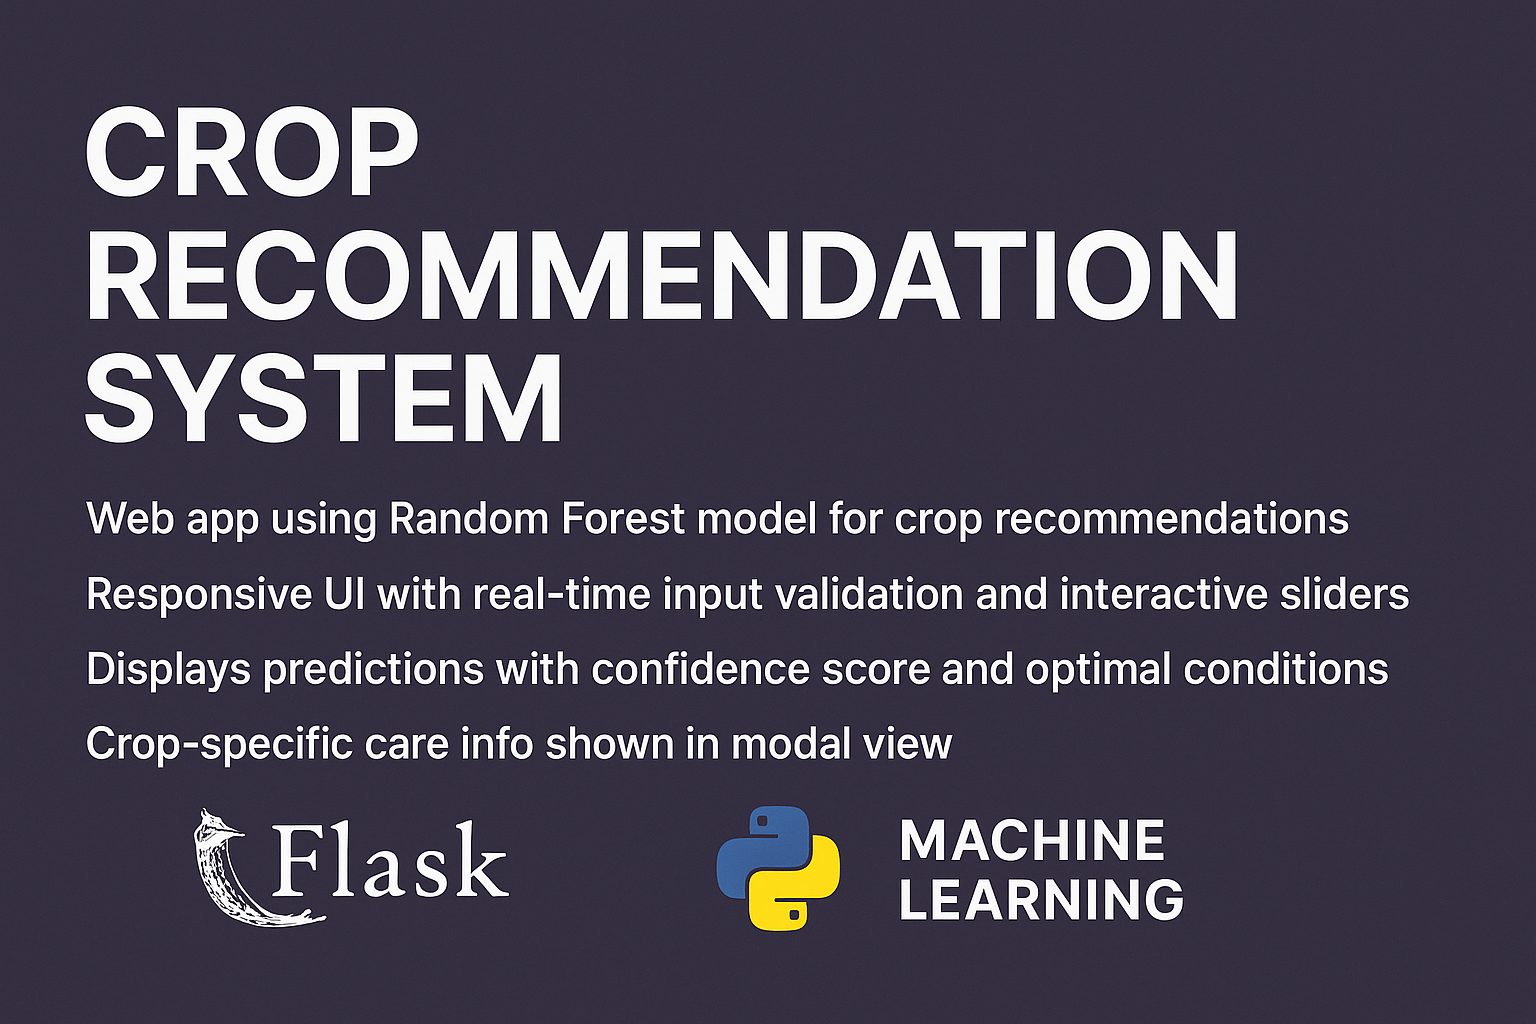 CROP
RECOMMENDATION
SYSTEM
Web app using Random Forest model for crop recommendations
Responsive UI with real-time input validation and interactive sliders
Displays predictions with confidence score and optimal conditions
Crop-specific care info shown in modal view
Flask
MACHINE
LEARNING